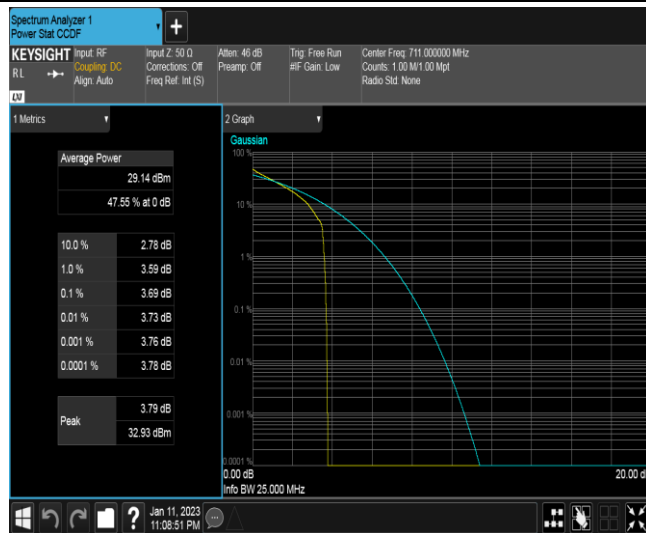 Spectrum Analyzer 1
Power Stat CCDF
+
KEYSIGHT
RL
Input: RF
Coupling: DC
Align: Auto
Input Z: 50 Ω
Corrections: Off
Freq Ref: Int (S)
Atten: 46 dB
Preamp: Off
Trig: Free Run
#IF Gain: Low
Center Freq: 711.000000 MHz
Counts: 1.00 M/1.00 Mpt
Radio Std: None
1 Metrics
Average Power
29.14 dBm
47.55 % at 0 dB
10.0 % 2.78 dB
1.0 % 3.59 dB
0.1 % 3.69 dB
0.01 % 3.73 dB
0.001 % 3.76 dB
0.0001 % 3.78 dB
Peak
3.79 dB
32.93 dBm
2 Graph
Gaussian
100 %
10 %
1 %
0.1 %
0.01 %
0.001 %
0.0001 %
0.00 dB
20.00 d
Info BW 25.000 MHz
?
Jan 11, 2023
11:08:51 PM